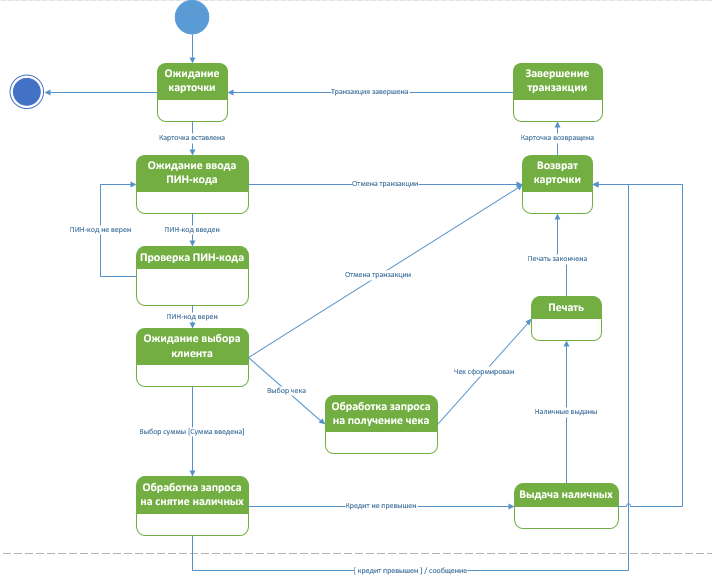 Ожидание
карточки
Завершение
транзакции
Транзакция завершена
Карточка вставлена
Карточка возвращена
Ожидание ввода
ПИН-кода
Возврат
карточки
Отмена транзакции
ПИН-код не верен
ПИН-код введен
Проверка ПИН-кода
Печать закончена
Отмена транзакции
Печать
ПИН-код верен
Ожидание выбора
клиента
Чек сформирован
Выбор чека
Обработка запроса
на получение чека
Наличные выданы
Выбор суммы [Сумма введена]
Обработка запроса
на снятие наличных
Выдача наличных
Кредит не превышен
[ кредит превышен ] / сообщение